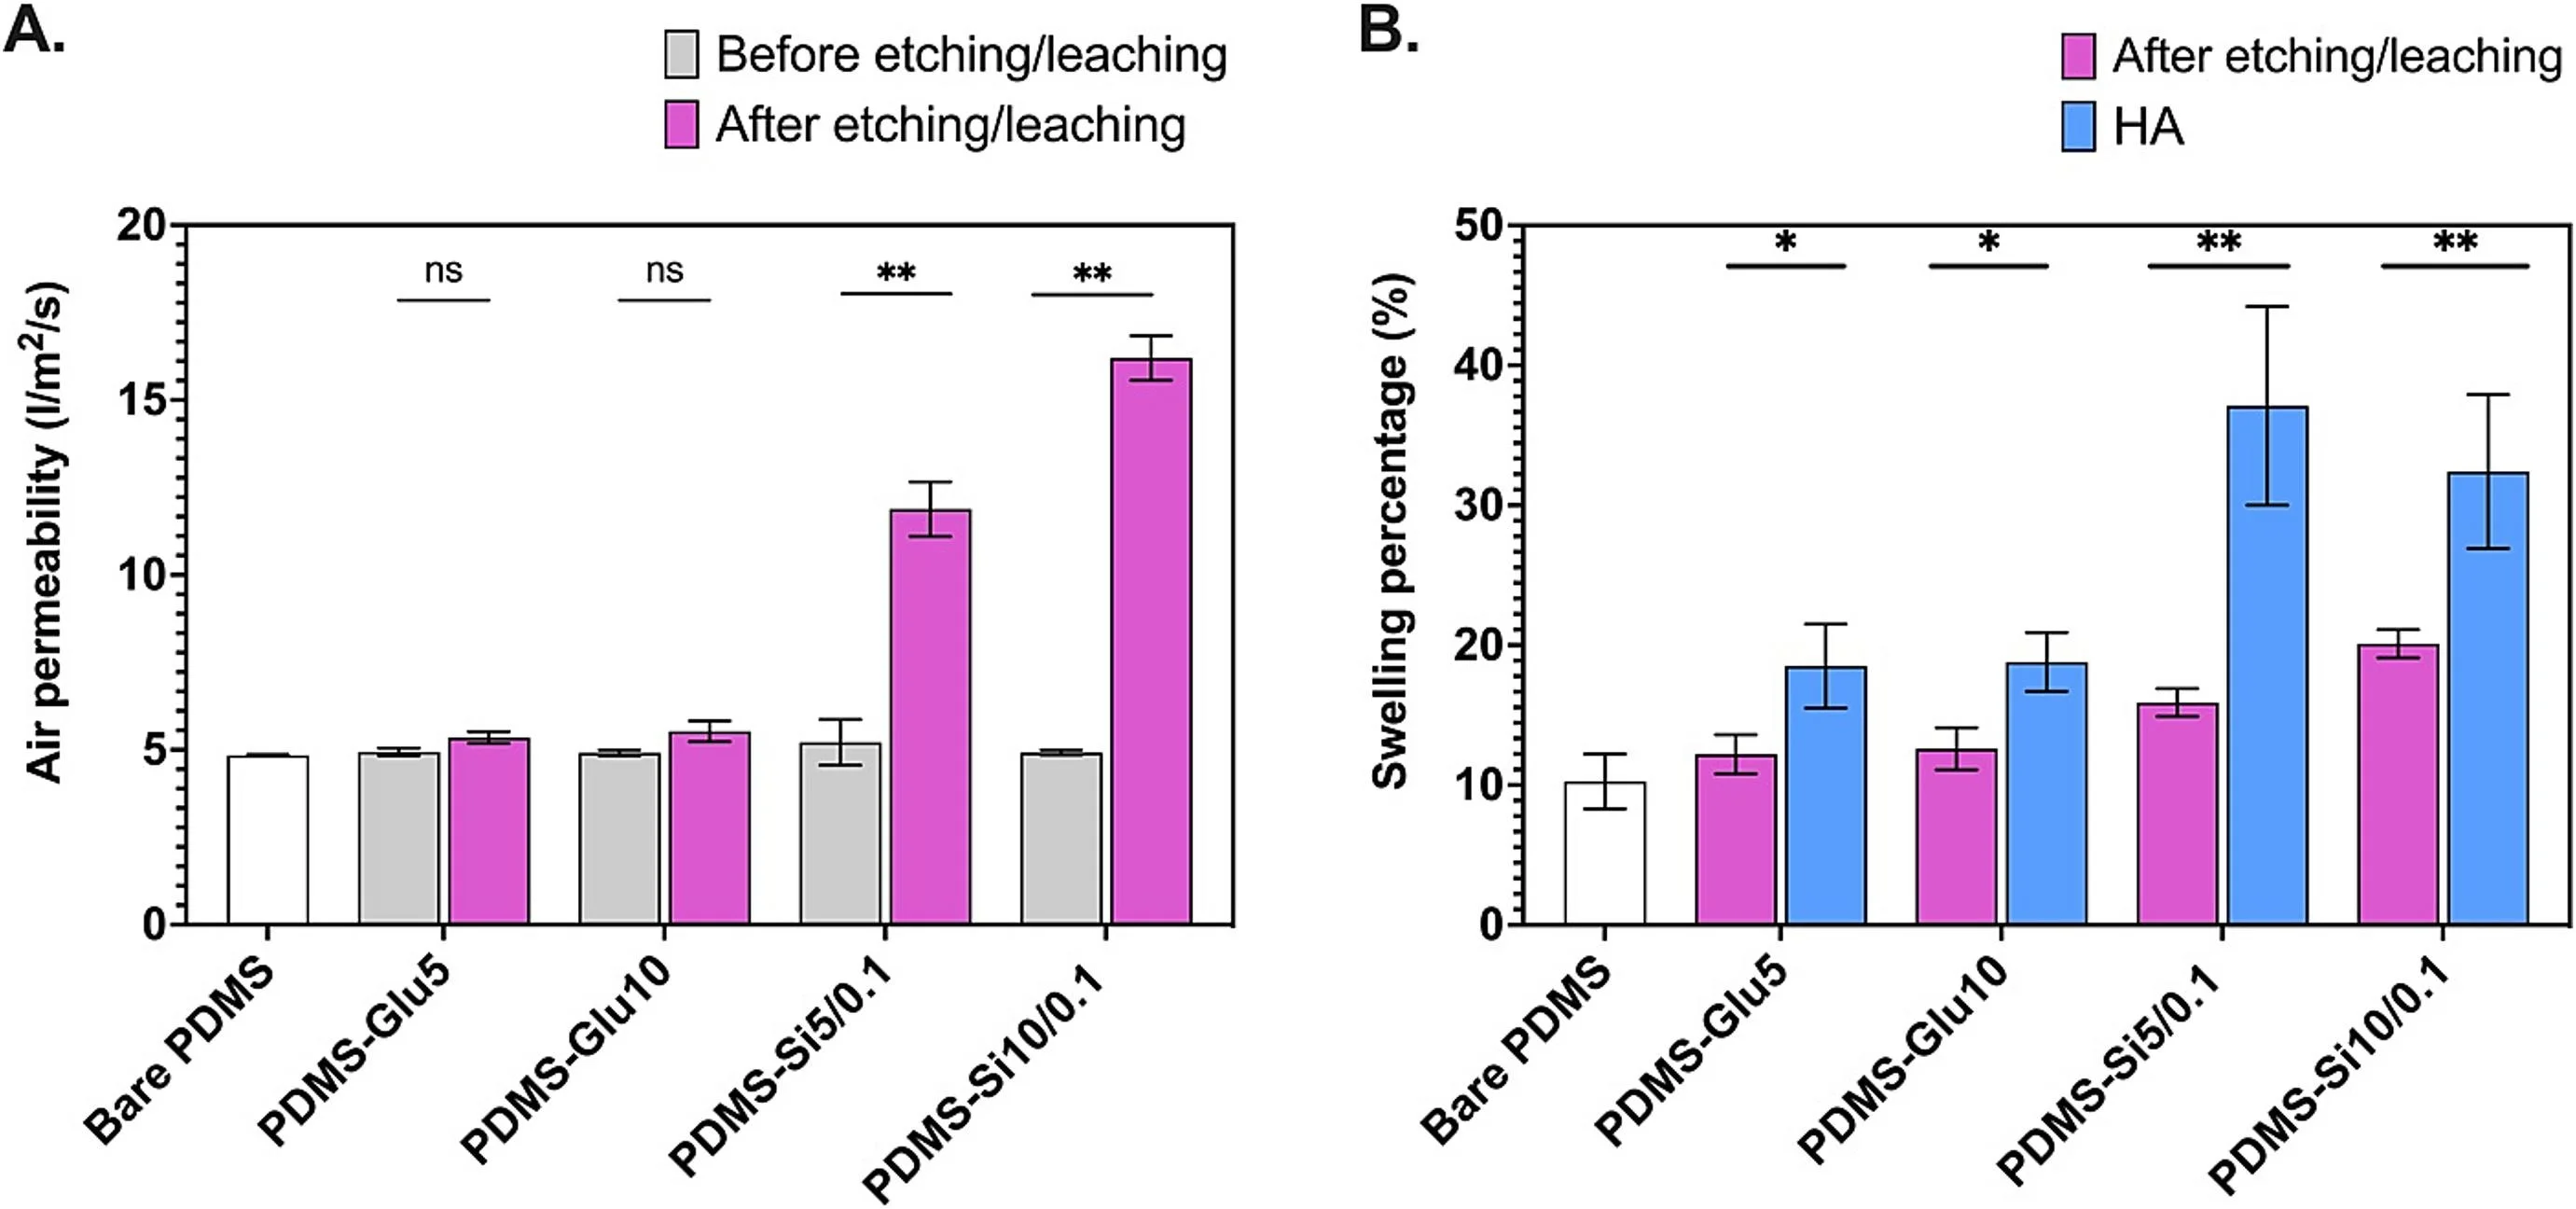 A.
Before etching/leaching
After etching/leaching
Air permeability (l/m²/s)
20
15
10
5
0
ns
ns
**
**
Bare PDMS
PDMS-Glu5
PDMS-Glu10
PDMS-Si5/0.1
PDMS-Si10/0.1
B.
After etching/leaching
HA
Swelling percentage (%)
50
40
30
20
10
0
*
*
**
**
Bare PDMS
PDMS-Glu5
PDMS-Glu10
PDMS-Si5/0.1
PDMS-Si10/0.1